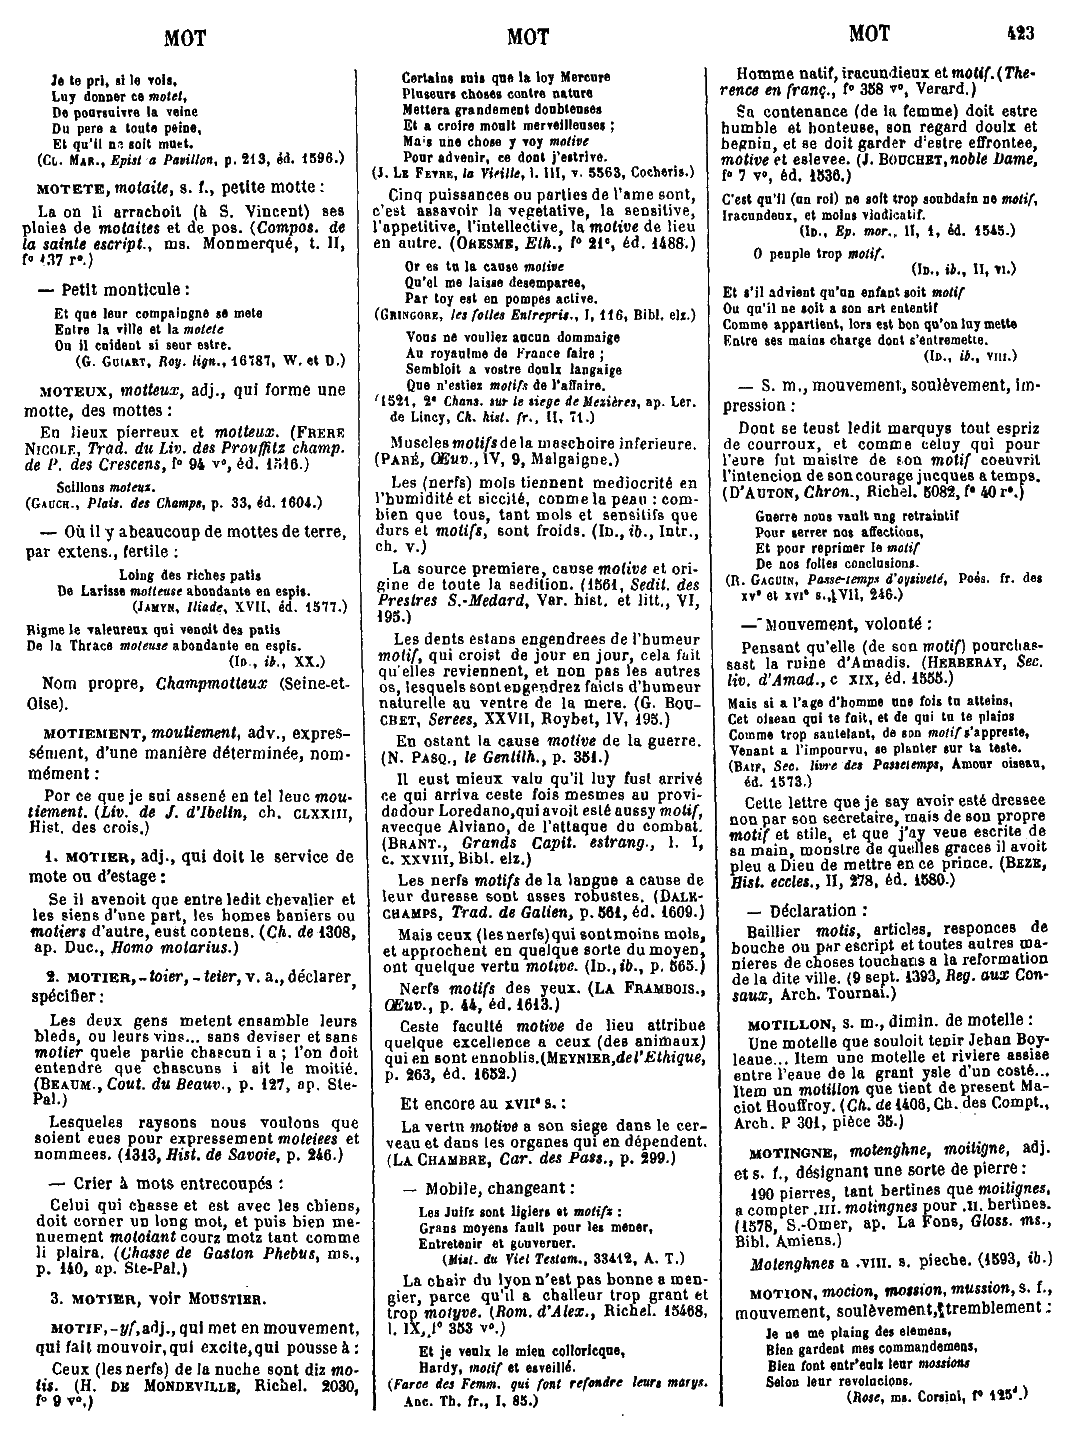 MOT
MOT
MOT 423
Je te pri, si le vois,
Luy donner ce motet,
De poursuivre la veine
Du pere a toute peine,
Et qu'il ne soit muet.
(CL. MAR., Epist a Pavillon, p. 213, éd. 1596.)
MOTETE, motaite, s. f., petite motte :
La on li arrachoit (à S. Vincent) ses
plaies de motaites et de pos. (Compos. de
la sainte escript., ms. Monmerqué, t. II,
fº 137 rº.)
— Petit monticule :
Et que leur compaingne se mete
Entre la ville et la motete
Ou il cuident si seur estre.
(G. GUIART, Roy. lign., 16787, W. et D.)
MOTEUX, motteux, adj., qui forme une
motte, des mottes :
En lieux pierreux et motteux. (FRERE
NICOLE, Trad. du Liv. des Prouffitz champ.
de P. des Crescens, fº 94 vº, éd. 1516.)
Seillons moteux.
(GAUCH., Plais. des Champs, p. 33, éd. 1604.)
— Où il y a beaucoup de mottes de terre,
par extens., fertile :
Loing des riches patis
De Larisse motteuse abondante en espis.
(JAMYN, Iliade, XVII, éd. 1577.)
Rigme le valeureux qui venoit des patis
De la Thrace moteuse abondante en espis.
(ID., ib., XX.)
Nom propre, Champmotteux (Seine-et-
Oise).
MOTIEMENT, moutiement, adv., expres-
sément, d'une manière déterminée, nom-
mément :
Por ce que je sui assené en tel leuc mou-
tiement. (Liv. de J. d'Ibelin, ch. CLXXIII,
Hist. des crois.)
1. MOTIER, adj., qui doit le service de
mote ou d'estage :
Se il avenoit que entre ledit chevalier et
les siens d'une part, les homes baniers ou
motiers d'autre, eust contens. (Ch. de 1308,
ap. Duc., Homo motarius.)
2. MOTIER, -toier, -teier, v. a., déclarer,
spécifier :
Les deux gens metent ensamble leurs
bleds, ou leurs vins... sans deviser et sans
motier quele partie chascun i a ; l'on doit
entendre que chascuns i ait le moitié.
(BEAUM., Cout. du Beauv., p. 127, ap. Ste-
Pal.)
Lesqueles raysons nous voulons que
soient eues pour expressement moteiees et
nommees. (1313, Hist. de Savoie, p. 246.)
— Crier à mots entrecoupés :
Celui qui chasse et est avec les chiens,
doit corner un long mot, et puis bien me-
nuement motoiant courz motz tant comme
li plaira. (Chasse de Gaston Phebus, ms.,
p. 140, ap. Ste-Pal.)
3. MOTIER, voir MOUSTIER.
MOTIF, -yf, adj., qui met en mouvement,
qui fait mouvoir, qui excite, qui pousse à :
Ceux (les nerfs) de la nuche sont diz mo-
tis. (H. DE MONDEVILLE, Richel. 2030,
fº 9 vº.)
Certains suis que la loy Mercure
Pluseurs choses contre nature
Mettera grandement doubteuses
Et a croire moult merveilleuses ;
Mais une chose y voy motive
Pour advenir, ce dont j'estrive.
(J. LE FEVRE, la Vieille, l. III, v. 5563, Cocheris.)
Cinq puissances ou parties de l'ame sont,
c'est assavoir la vegetative, la sensitive,
l'appetitive, l'intellective, la motive de lieu
en autre. (ORESME, Eth., fº 21ᶜ, éd. 1488.)
Or es tu la cause motive
Qu'el me laisse desemparee,
Par toy est en pompes active.
(GRINGORE, les folles Entrepris., I, 116, Bibl. elz.)
Vous ne vouliez aucun dommaige
Au royaulme de France faire ;
Sembloit a vostre doulx langaige
Que n'estiez motifs de l'affaire.
(1521, 2ᵉ Chans. sur le siege de Mezières, ap. Ler.
de Lincy, Ch. hist. fr., II, 71.)
Muscles motifs de la maschoire inferieure.
(PARÉ, Œuv., IV, 9, Malgaigne.)
Les (nerfs) mols tiennent mediocrité en
l'humidité et siccité, comme la peau : com-
bien que tous, tant mols et sensitifs que
durs et motifs, sont froids. (ID., ib., Intr.,
ch. V.)
La source premiere, cause motive et ori-
gine de toute la sedition. (1561, Sedit. des
Prestres S.-Medard, Var. hist. et litt., VI,
195.)
Les dents estans engendrees de l'humeur
motif, qui croist de jour en jour, cela fait
qu'elles reviennent, et non pas les autres
os, lesquels sont engendrez faicts d'humeur
naturelle au ventre de la mere. (G. BOU-
CHET, Serees, XXVII, Roybet, IV, 195.)
En ostant la cause motive de la guerre.
(N. PASQ., le Gentilh., p. 351.)
Il eust mieux valu qu'il luy fust arrivé
ce qui arriva ceste fois mesmes au provi-
dadour Loredano, qui avoit esté aussy motif,
avecque Alviano, de l'attaque du combat.
(BRANT., Grands Capit. estrang., l. I,
c. XXVIII, Bibl. elz.)
Les nerfs motifs de la langue a cause de
leur duresse sont asses robustes. (DALE-
CHAMPS, Trad. de Galien, p. 561, éd. 1609.)
Mais ceux (les nerfs) qui sont moins mols,
et approchent en quelque sorte du moyen,
ont quelque vertu motive. (ID., ib., p. 565.)
Nerfs motifs des yeux. (LA FRAMBOIS.,
Œuv., p. 44, éd. 1613.)
Ceste faculté motive de lieu attribue
quelque excellence a ceux (des animaux)
qui en sont ennoblis. (MEYNIER, de l'Ethique,
p. 263, éd. 1652.)
Et encore au XVIIᵉ s. :
La vertu motive a son siege dans le cer-
veau et dans les organes qui en dépendent.
(LA CHAMBRE, Car. des Pass., p. 299.)
— Mobile, changeant :
Les Juifz sont ligiers et motifs :
Grans moyens fault pour les mener,
Entretenir et gouverner.
(Mist. du Viel Testam., 33412, A. T.)
La chair du lyon n'est pas bonne a men-
gier, parce qu'il a challeur trop grant et
trop motyve. (Rom. d'Alex., Richel. 15468,
l. IX, fº 353 vº.)
Et je veulx le mien colloricque,
Hardy, motif et esveillé.
(Farce des Femm. qui font refondre leurs marys.
Anc. Th. fr., I, 85.)
Homme natif, iracundieux et motif. (The-
rence en franç., fº 358 vº, Verard.)
Sa contenance (de la femme) doit estre
humble et honteuse, son regard doulx et
begnin, et se doit garder d'estre effrontee,
motive et eslevee. (J. BOUCHET, noble Dame,
fº 7 vº, éd. 1536.)
C'est qu'il (un roi) ne soit trop soubdain ne motif,
Iracundeux, et moins vindicatif.
(ID., Ep. mor., II, 1, éd. 1545.)
O peuple trop motif.
(ID., ib., II, VI.)
Et s'il advient qu'un enfant soit motif
Ou qu'il ne soit a son art ententif
Comme appartient, lors est bon qu'on luy mette
Entre ses mains charge dont s'entremette.
(ID., ib., VIII.)
— S. m., mouvement, soulèvement, im-
pression :
Dont se teust ledit marquys tout espriz
de courroux, et comme celuy qui pour
l'eure fut maistre de son motif coeuvrit
l'intencion de son courage jucques a temps.
(D'AUTON, Chron., Richel. 5082, fº 40 rº.)
Guerre nous vault ung retraintif
Pour serrer nos affections,
Et pour reprimer le motif
De nos folles conclusions.
(R. GAGUIN, Passe-temps d'oysiveté, Poés. fr. des
XVᵉ et XVIᵉ s., VII, 246.)
— Mouvement, volonté :
Pensant qu'elle (de son motif) pourchas-
sast la ruine d'Amadis. (HERBERAY, Sec.
liv. d'Amad., c XIX, éd. 1555.)
Mais si a l'age d'homme une fois tu atteins,
Cet oiseau qui te fuit, et de qui tu te plains
Comme trop sautelant, de son motif s'appreste,
Venant a l'impourvu, se planter sur ta teste.
(BAIF, Sec. livre des Passetemps, Amour oiseau,
éd. 1573.)
Cette lettre que je say avoir esté dressee
non par son secretaire, mais de son propre
motif et stile, et que j'ay veue escrite de
sa main, monstre de quelles graces il avoit
pleu a Dieu de mettre en ce prince. (BEZE,
Hist. eccles., II, 278, éd. 1580.)
— Déclaration :
Baillier motis, articles, responces de
bouche ou par escript et toutes autres ma-
nieres de choses touchans a la reformation
de la dite ville. (9 sept. 1393, Reg. aux Con-
saux, Arch. Tournai.)
MOTILLON, s. m., dimin. de motelle :
Une motelle que souloit tenir Jehan Boy-
leaue... Item une motelle et riviere assise
entre l'eaue de la grant ysle d'un costé...
Item un motillon que tient de present Ma-
ciot Houffroy. (Ch. de 1408, Ch. des Compt.,
Arch. P 301, pièce 35.)
MOTINGNE, motenghne, moitigne, adj.
et s. f., désignant une sorte de pierre :
190 pierres, tant bertines que moitignes,
a compter .III. motingnes pour .II. bertines.
(1578, S.-Omer, ap. La Fons, Gloss. ms.,
Bibl. Amiens.)
Motenghnes a .VIII. s. pieche. (1593, ib.)
MOTION, mocion, mossion, mussion, s. f.,
mouvement, soulèvement, tremblement :
Je ne me plaing des elemens,
Bien gardent mes commandemens,
Bien font entr'eulx leur mossions
Selon leur revolucions.
(Rose, ms. Corsini, fº 125ᵈ.)